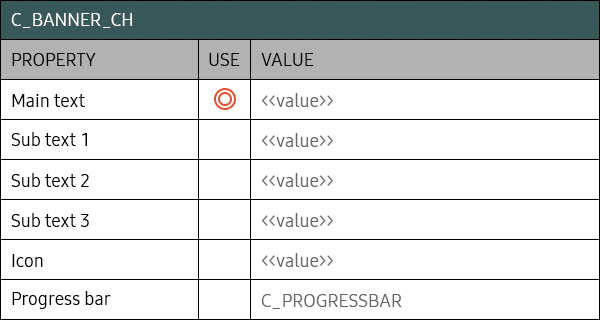 C_BANNER_CH
PROPERTY USE VALUE
Main text <<value>>
Sub text 1 <<value>>
Sub text 2 <<value>>
Sub text 3 <<value>>
Icon <<value>>
Progress bar C_PROGRESSBAR